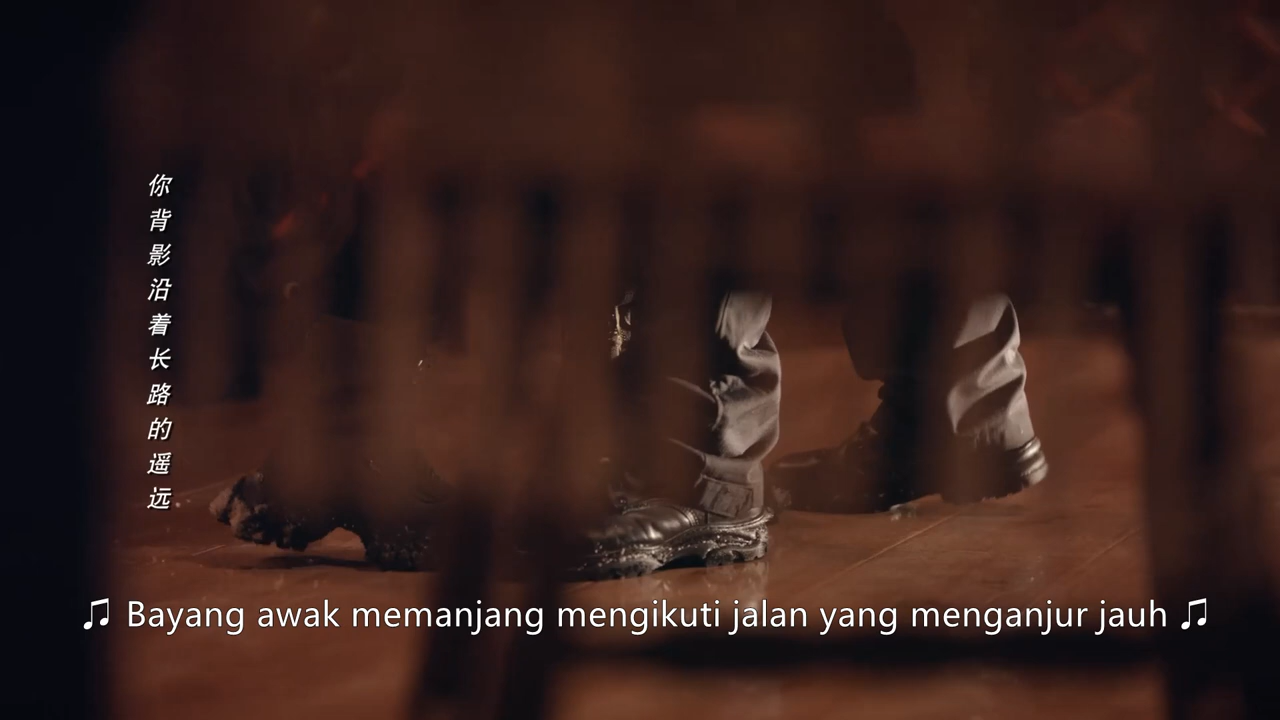 你背影沿着长路的遥远
♫ Bayang awak memanjang mengikuti jalan yang menganjur jauh ♫